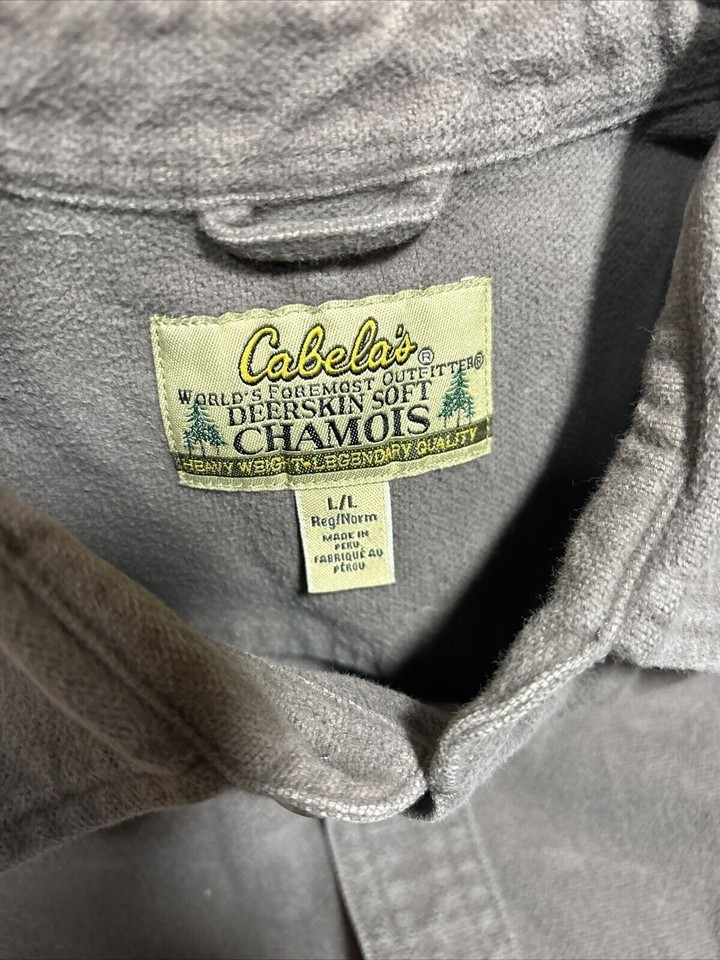 Cabela's®
WORLD'S FOREMOST OUTFITTER®
DEERSKIN SOFT
CHAMOIS
HEAVY WEIGHT•LEGENDARY QUALITY
L/L
Reg/Norm
MADE IN
PERU
FABRIQUÉ AU
PÉROU